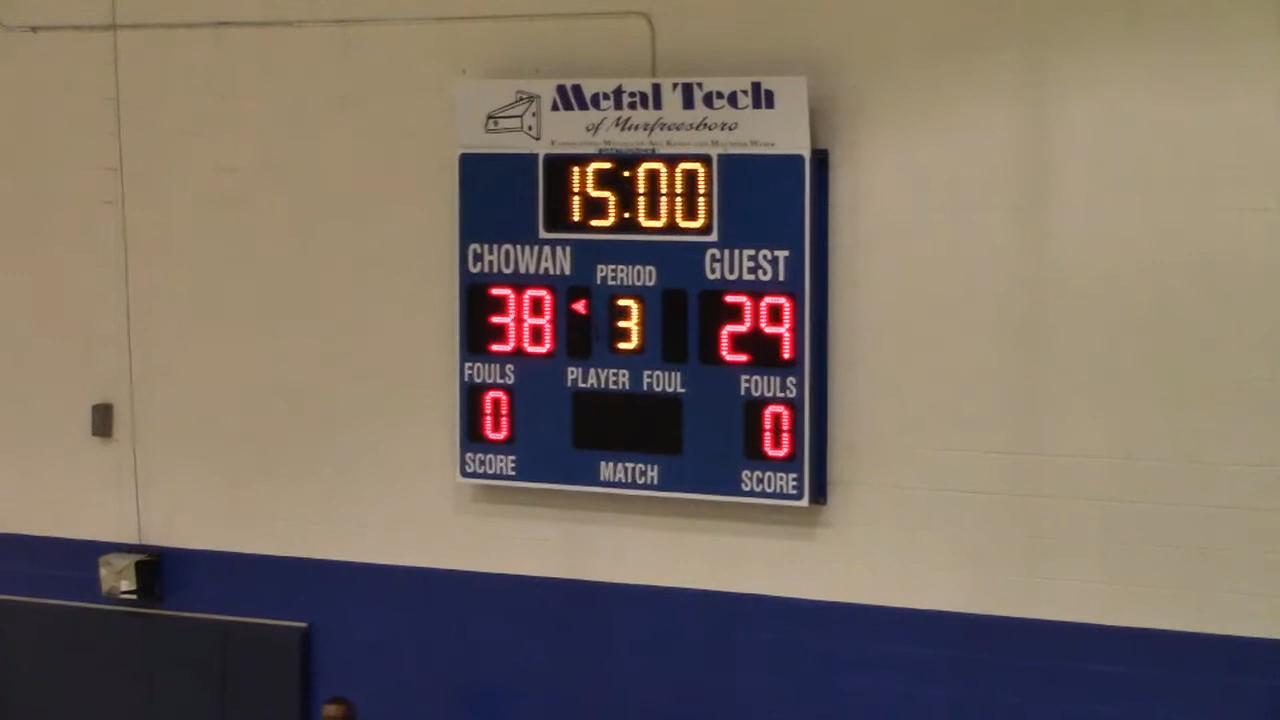 Metal Tech
of Murfreesboro
15:00
CHOWAN PERIOD GUEST
38 3 29
FOULS PLAYER FOUL FOULS
0 0
SCORE MATCH SCORE